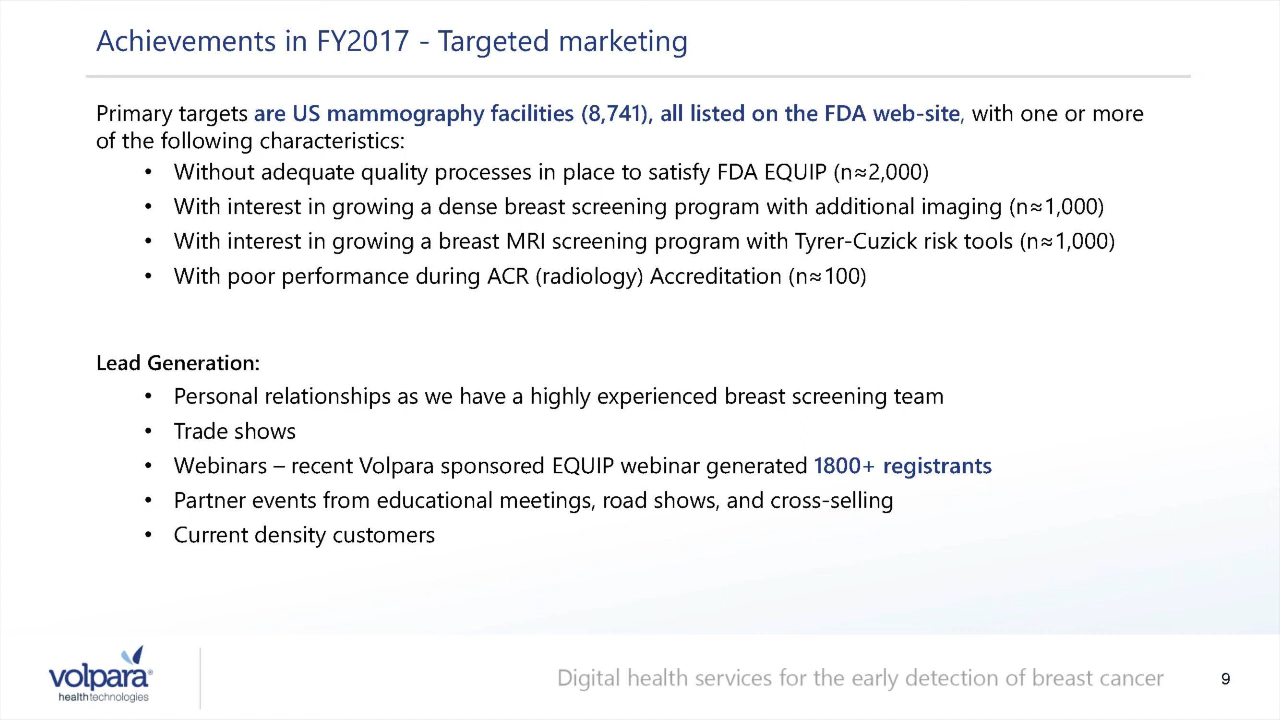 Achievements in FY2017 - Targeted marketing
Primary targets are US mammography facilities (8,741), all listed on the FDA web-site, with one or more
of the following characteristics:
• Without adequate quality processes in place to satisfy FDA EQUIP (n≈2,000)
• With interest in growing a dense breast screening program with additional imaging (n≈1,000)
• With interest in growing a breast MRI screening program with Tyrer-Cuzick risk tools (n≈1,000)
• With poor performance during ACR (radiology) Accreditation (n≈100)
Lead Generation:
• Personal relationships as we have a highly experienced breast screening team
• Trade shows
• Webinars – recent Volpara sponsored EQUIP webinar generated 1800+ registrants
• Partner events from educational meetings, road shows, and cross-selling
• Current density customers
volpara®
healthtechnologies
Digital health services for the early detection of breast cancer
9